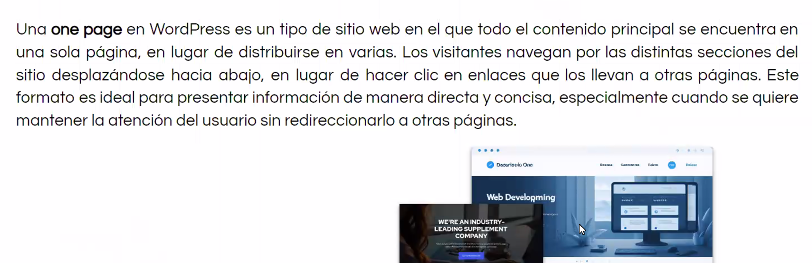 Una one page en WordPress es un tipo de sitio web en el que todo el contenido principal se encuentra en
una sola página, en lugar de distribuirse en varias. Los visitantes navegan por las distintas secciones del
sitio desplazándose hacia abajo, en lugar de hacer clic en enlaces que los llevan a otras páginas. Este
formato es ideal para presentar información de manera directa y concisa, especialmente cuando se quiere
mantener la atención del usuario sin redireccionarlo a otras páginas.
Web Developming
WE'RE AN INDUSTRY-
LEADING SUPPLEMENT
COMPANY